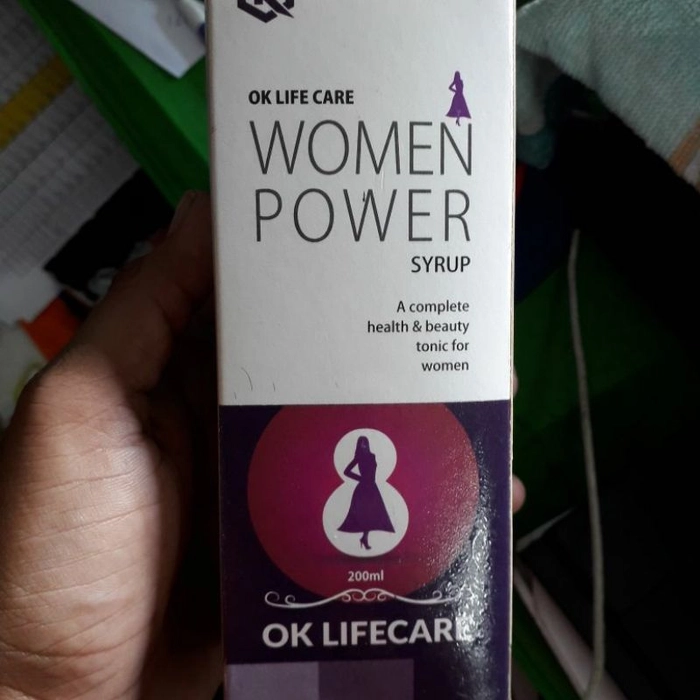 OK LIFE CARE
WOMEN
POWER
SYRUP
A complete
health & beauty
tonic for
women
200ml
OK LIFECARE